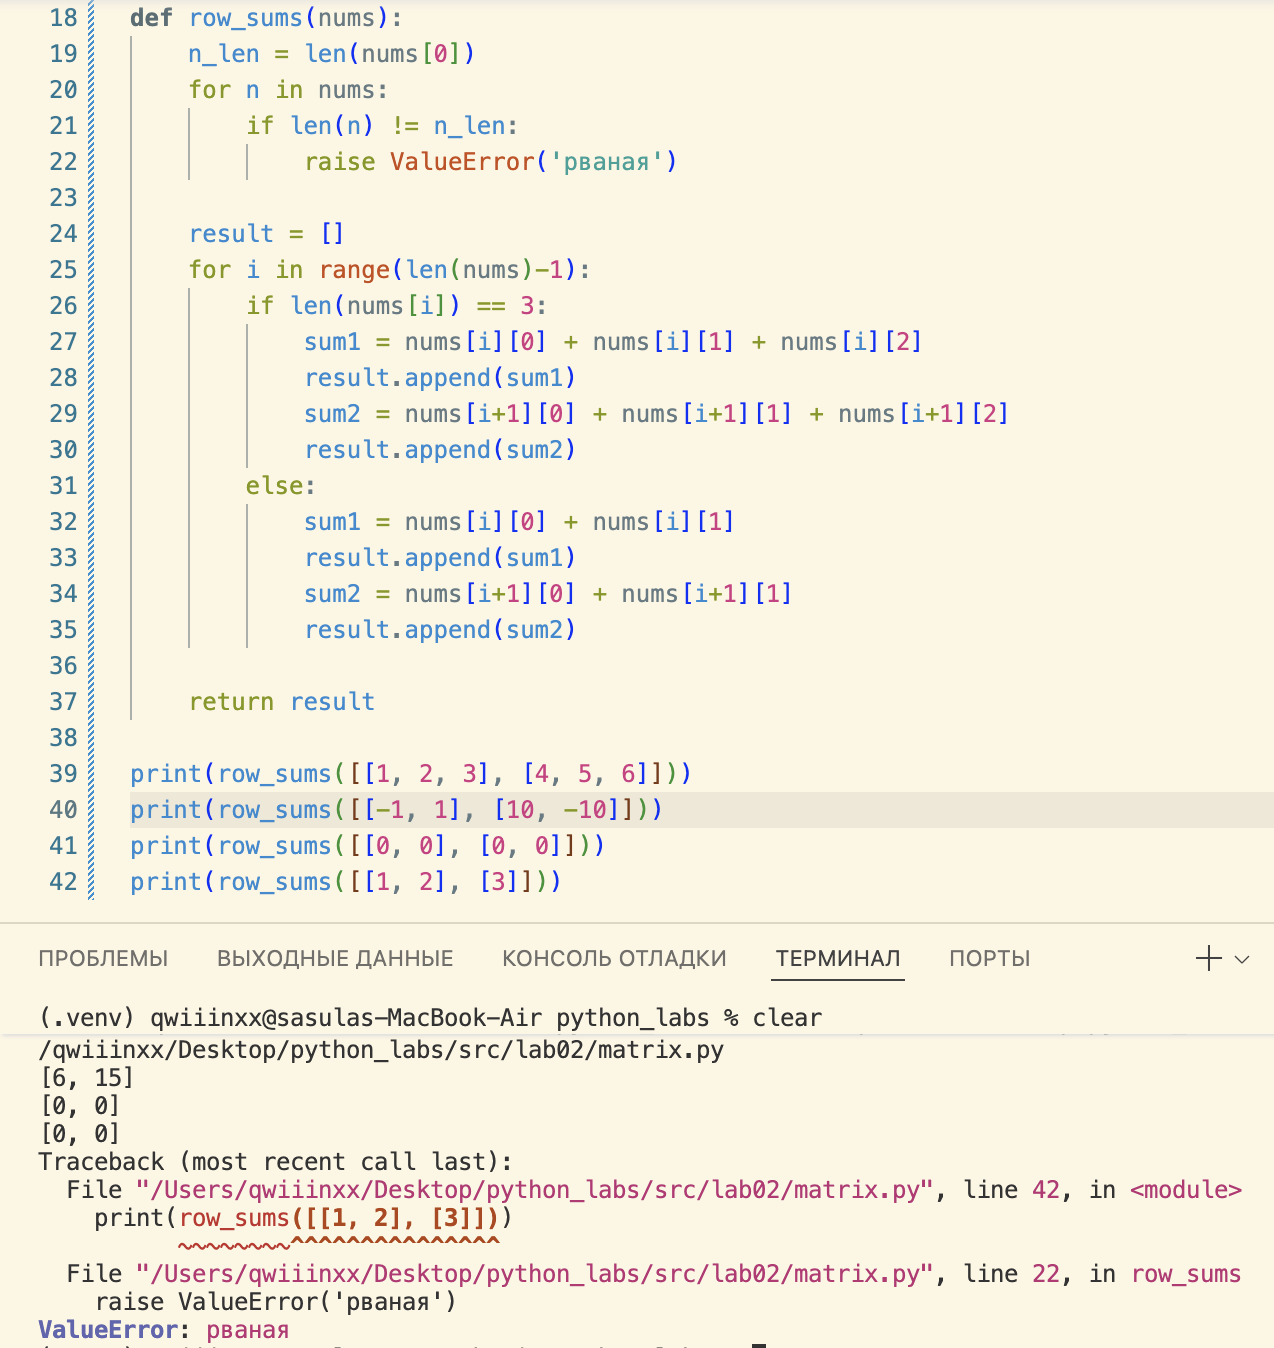 18 def row_sums(nums):
19 n_len = len(nums[0])
20 for n in nums:
21 if len(n) != n_len:
22 raise ValueError('рваная')
23
24 result = []
25 for i in range(len(nums)-1):
26 if len(nums[i]) == 3:
27 sum1 = nums[i][0] + nums[i][1] + nums[i][2]
28 result.append(sum1)
29 sum2 = nums[i+1][0] + nums[i+1][1] + nums[i+1][2]
30 result.append(sum2)
31 else:
32 sum1 = nums[i][0] + nums[i][1]
33 result.append(sum1)
34 sum2 = nums[i+1][0] + nums[i+1][1]
35 result.append(sum2)
36
37 return result
38
39 print(row_sums([[1, 2, 3], [4, 5, 6]]))
40 print(row_sums([[-1, 1], [10, -10]]))
41 print(row_sums([[0, 0], [0, 0]]))
42 print(row_sums([[1, 2], [3]]))
ПРОБЛЕМЫ ВЫХОДНЫЕ ДАННЫЕ КОНСОЛЬ ОТЛАДКИ ТЕРМИНАЛ ПОРТЫ
(.venv) qwiiinxx@sasulas-MacBook-Air python_labs % clear
/qwiiinxx/Desktop/python_labs/src/lab02/matrix.py
[6, 15]
[0, 0]
[0, 0]
Traceback (most recent call last):
File "/Users/qwiiinxx/Desktop/python_labs/src/lab02/matrix.py", line 42, in <module>
print(row_sums([[1, 2], [3]]))
~~~~~~~~^^^^^^^^^^^^^^^
File "/Users/qwiiinxx/Desktop/python_labs/src/lab02/matrix.py", line 22, in row_sums
raise ValueError('рваная')
ValueError: рваная